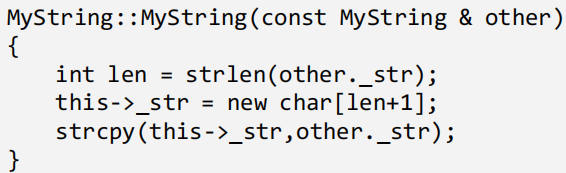 MyString::MyString(const MyString & other)
{
    int len = strlen(other._str);
    this->_str = new char[len+1];
    strcpy(this->_str,other._str);
}